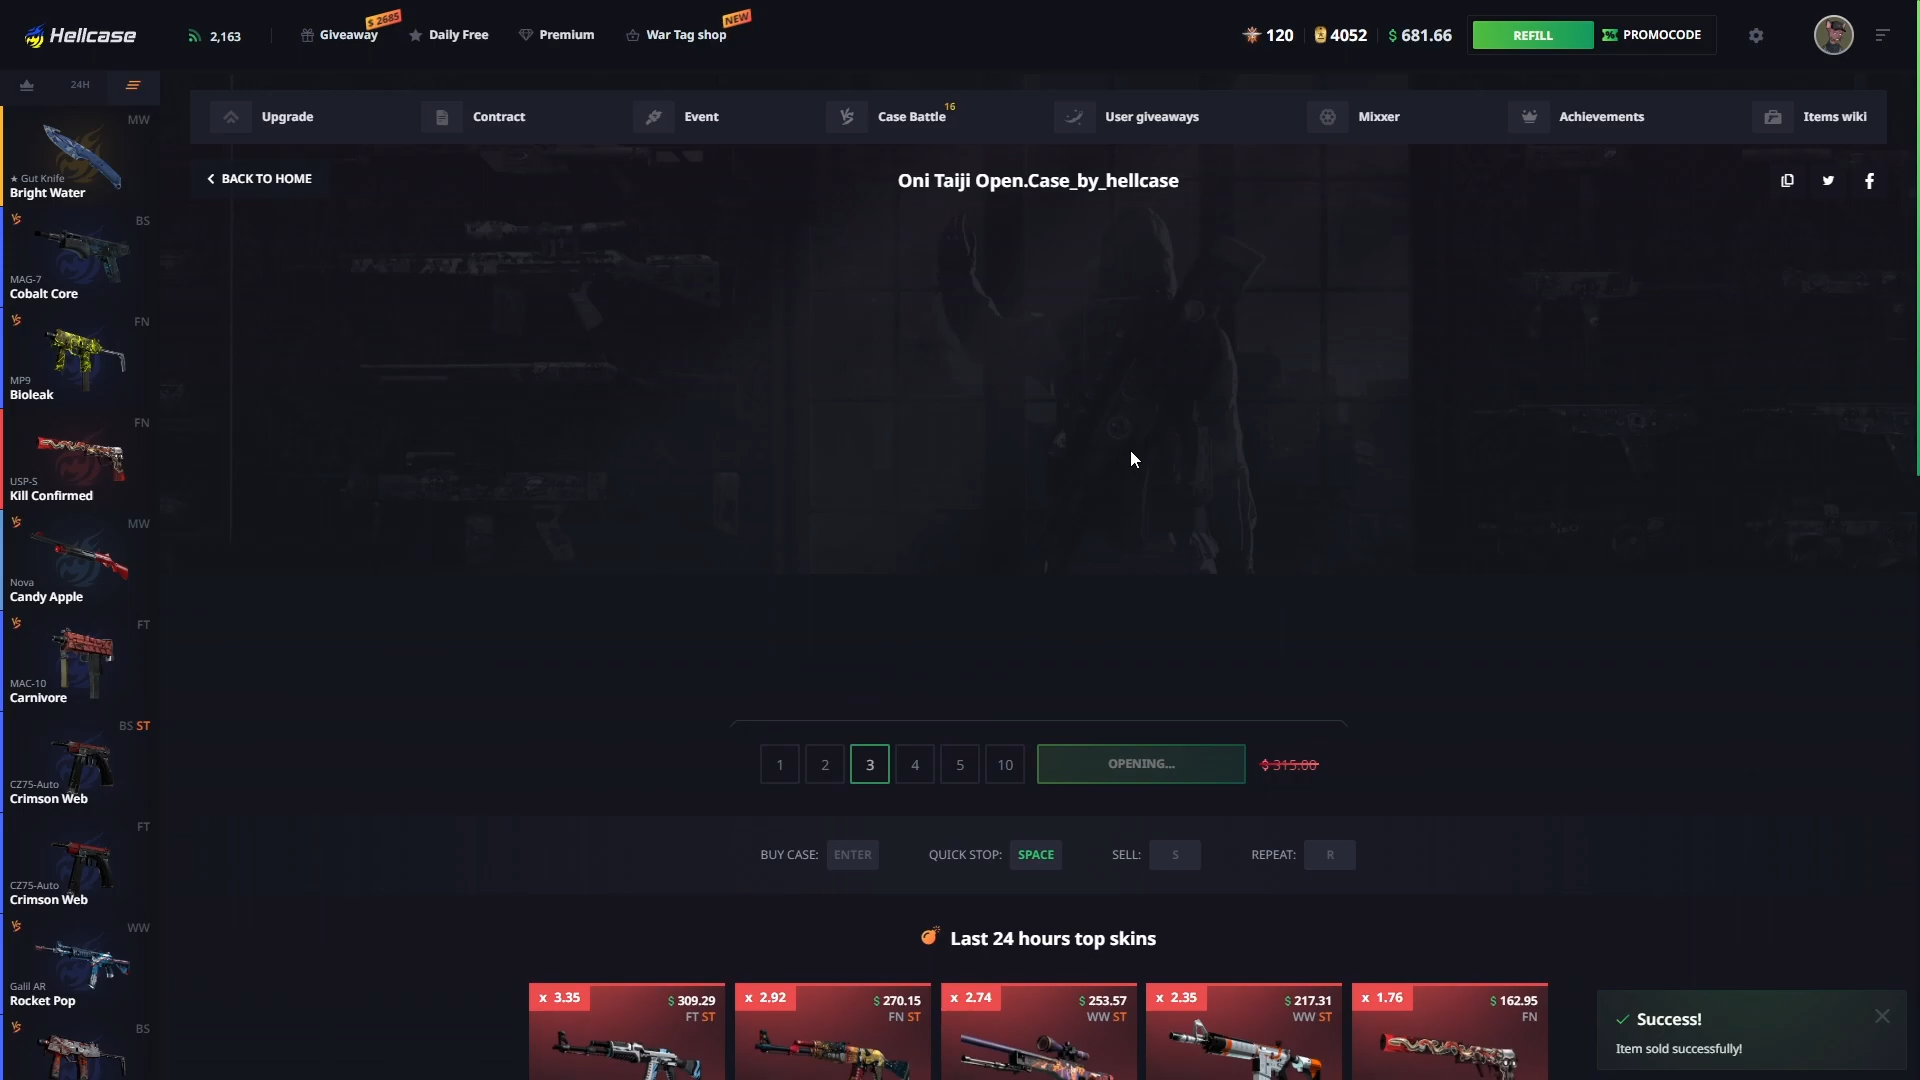 Hellcase
2,163
Giveaway
$ 2685
Daily Free
Premium
War Tag shop
NEW
120
4052
$ 681.66
REFILL
PROMOCODE
24H
Upgrade
Contract
Event
Case Battle
16
User giveaways
Mixxer
Achievements
Items wiki
BACK TO HOME
Oni Taiji Open.Case_by_hellcase
MW
★ Gut Knife
Bright Water
VS
BS
MAG-7
Cobalt Core
VS
FN
MP9
Bioleak
FN
USP-S
Kill Confirmed
VS
MW
Nova
Candy Apple
VS
FT
MAC-10
Carnivore
BS ST
CZ75-Auto
Crimson Web
FT
CZ75-Auto
Crimson Web
VS
WW
Galil AR
Rocket Pop
VS
BS
1 2 3 4 5 10
OPENING...
$ 315.00
BUY CASE: ENTER
QUICK STOP: SPACE
SELL: S
REPEAT: R
Last 24 hours top skins
x 3.35
$ 309.29
FT ST
x 2.92
$ 270.15
FN ST
x 2.74
$ 253.57
WW ST
x 2.35
$ 217.31
WW ST
x 1.76
$ 162.95
FN
Success!
Item sold successfully!